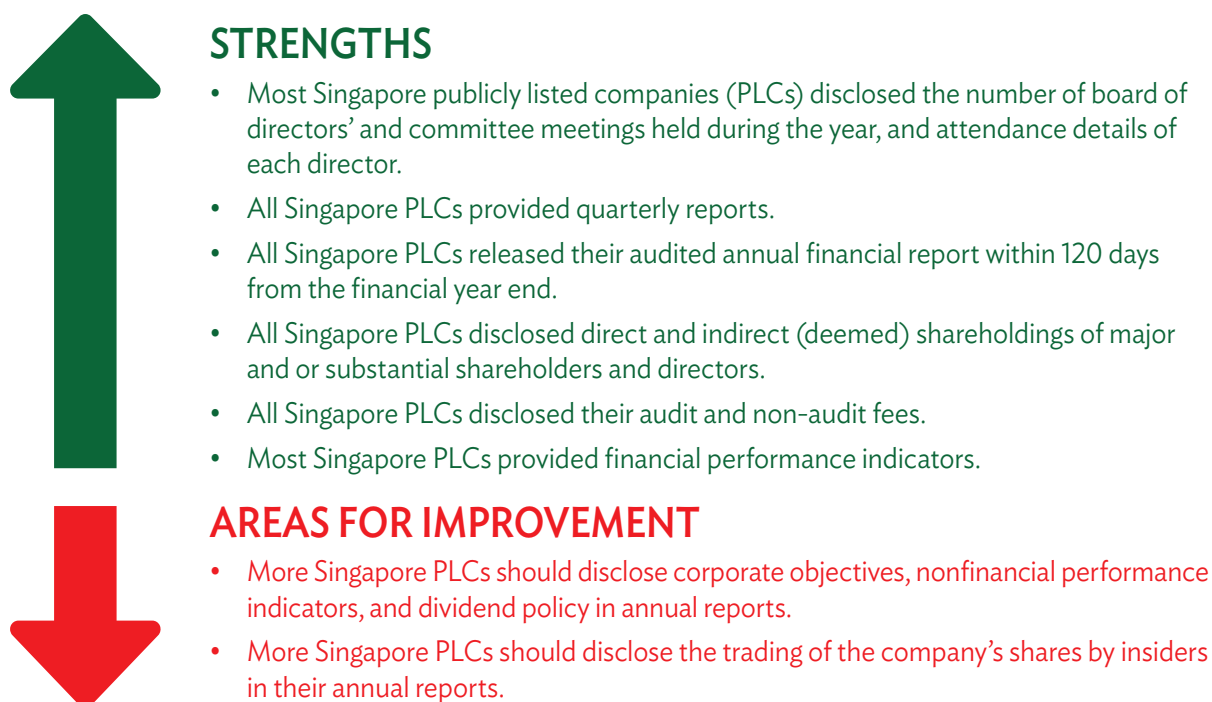 STRENGTHS
• Most Singapore publicly listed companies (PLCs) disclosed the number of board of
directors’ and committee meetings held during the year, and attendance details of
each director.
• All Singapore PLCs provided quarterly reports.
• All Singapore PLCs released their audited annual financial report within 120 days
from the financial year end.
• All Singapore PLCs disclosed direct and indirect (deemed) shareholdings of major
and or substantial shareholders and directors.
• All Singapore PLCs disclosed their audit and non-audit fees.
• Most Singapore PLCs provided financial performance indicators.
AREAS FOR IMPROVEMENT
• More Singapore PLCs should disclose corporate objectives, nonfinancial performance
indicators, and dividend policy in annual reports.
• More Singapore PLCs should disclose the trading of the company’s shares by insiders
in their annual reports.